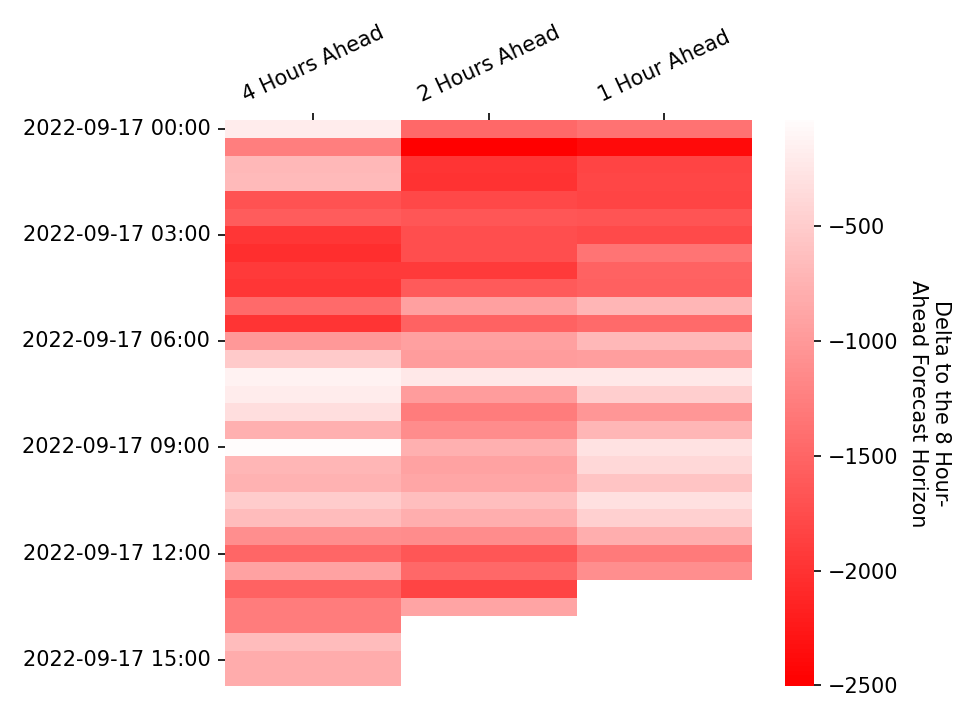 4 Hours Ahead
2 Hours Ahead
1 Hour Ahead
2022-09-17 00:00
2022-09-17 03:00
2022-09-17 06:00
2022-09-17 09:00
2022-09-17 12:00
2022-09-17 15:00
−500
−1000
−1500
−2000
−2500
Delta to the 8 Hour-
Ahead Forecast Horizon